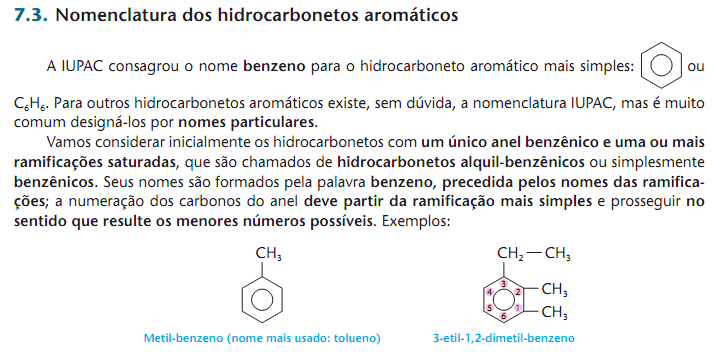 7.3. Nomenclatura dos hidrocarbonetos aromáticos
A IUPAC consagrou o nome benzeno para o hidrocarboneto aromático mais simples: ou
C₆H₆. Para outros hidrocarbonetos aromáticos existe, sem dúvida, a nomenclatura IUPAC, mas é muito
comum designá-los por nomes particulares.
Vamos considerar inicialmente os hidrocarbonetos com um único anel benzênico e uma ou mais
ramificações saturadas, que são chamados de hidrocarbonetos alquil-benzênicos ou simplesmente
benzênicos. Seus nomes são formados pela palavra benzeno, precedida pelos nomes das ramifica-
ções; a numeração dos carbonos do anel deve partir da ramificação mais simples e prosseguir no
sentido que resulte os menores números possíveis. Exemplos:
CH₃
Metil-benzeno (nome mais usado: tolueno)
CH₂—CH₃
3
4 2 CH₃
5 1 CH₃
6
3-etil-1,2-dimetil-benzeno